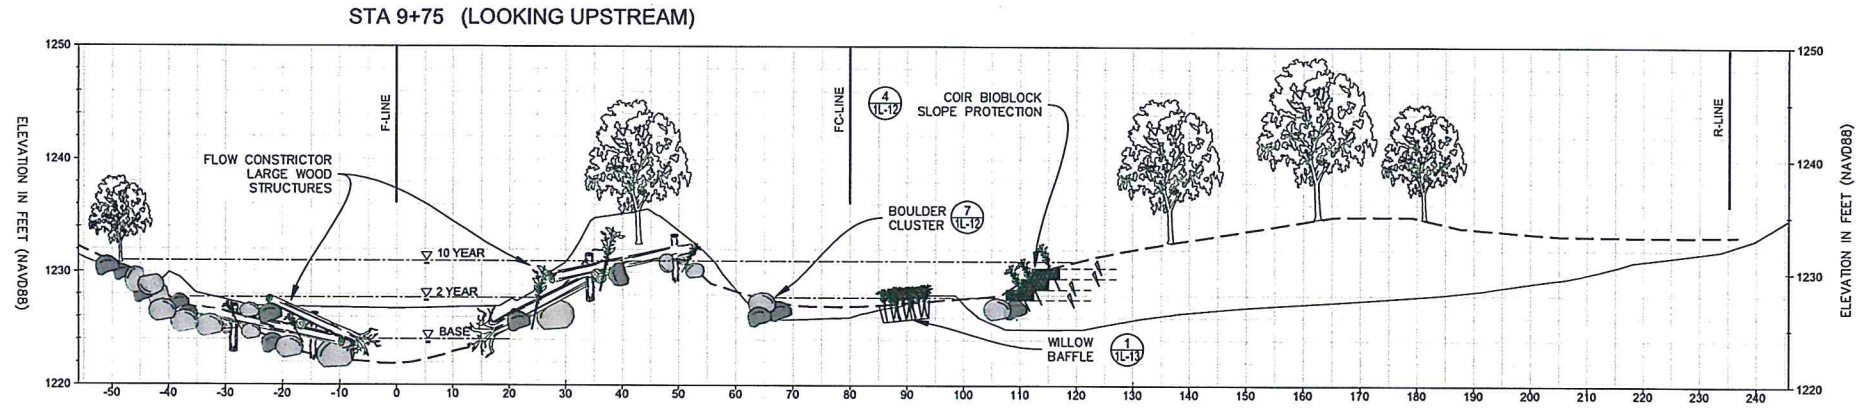 STA 9+75 (LOOKING UPSTREAM)
1250
1240
1230
1220
ELEVATION IN FEET (NAVD88)
F-LINE
FC-LINE
R-LINE
FLOW CONSTRICTOR
LARGE WOOD
STRUCTURES
10 YEAR
2 YEAR
BASE
4
1L-12
COIR BIOBLOCK
SLOPE PROTECTION
BOULDER
CLUSTER
7
1L-12
WILLOW
BAFFLE
1
1L-13
1250
1240
1230
1220
ELEVATION IN FEET (NAVD88)
-50 -40 -30 -20 -10 0 10 20 30 40 50 60 70 80 90 100 110 120 130 140 150 160 170 180 190 200 210 220 230 240